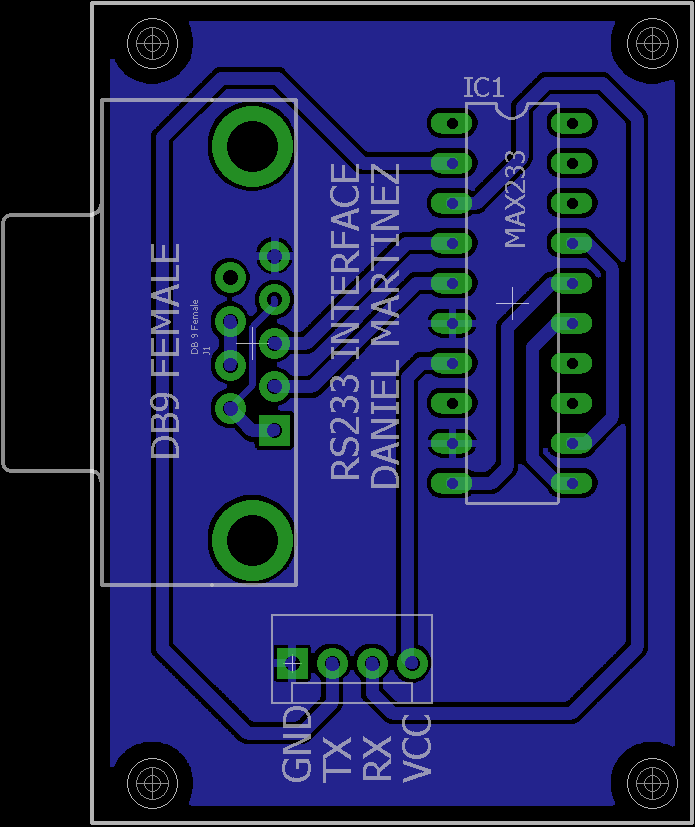 IC1
MAX233
RS233 INTERFACE
DANIEL MARTINEZ
DB9 FEMALE
DB 9 Female
J1
GND
TX
RX
VCC